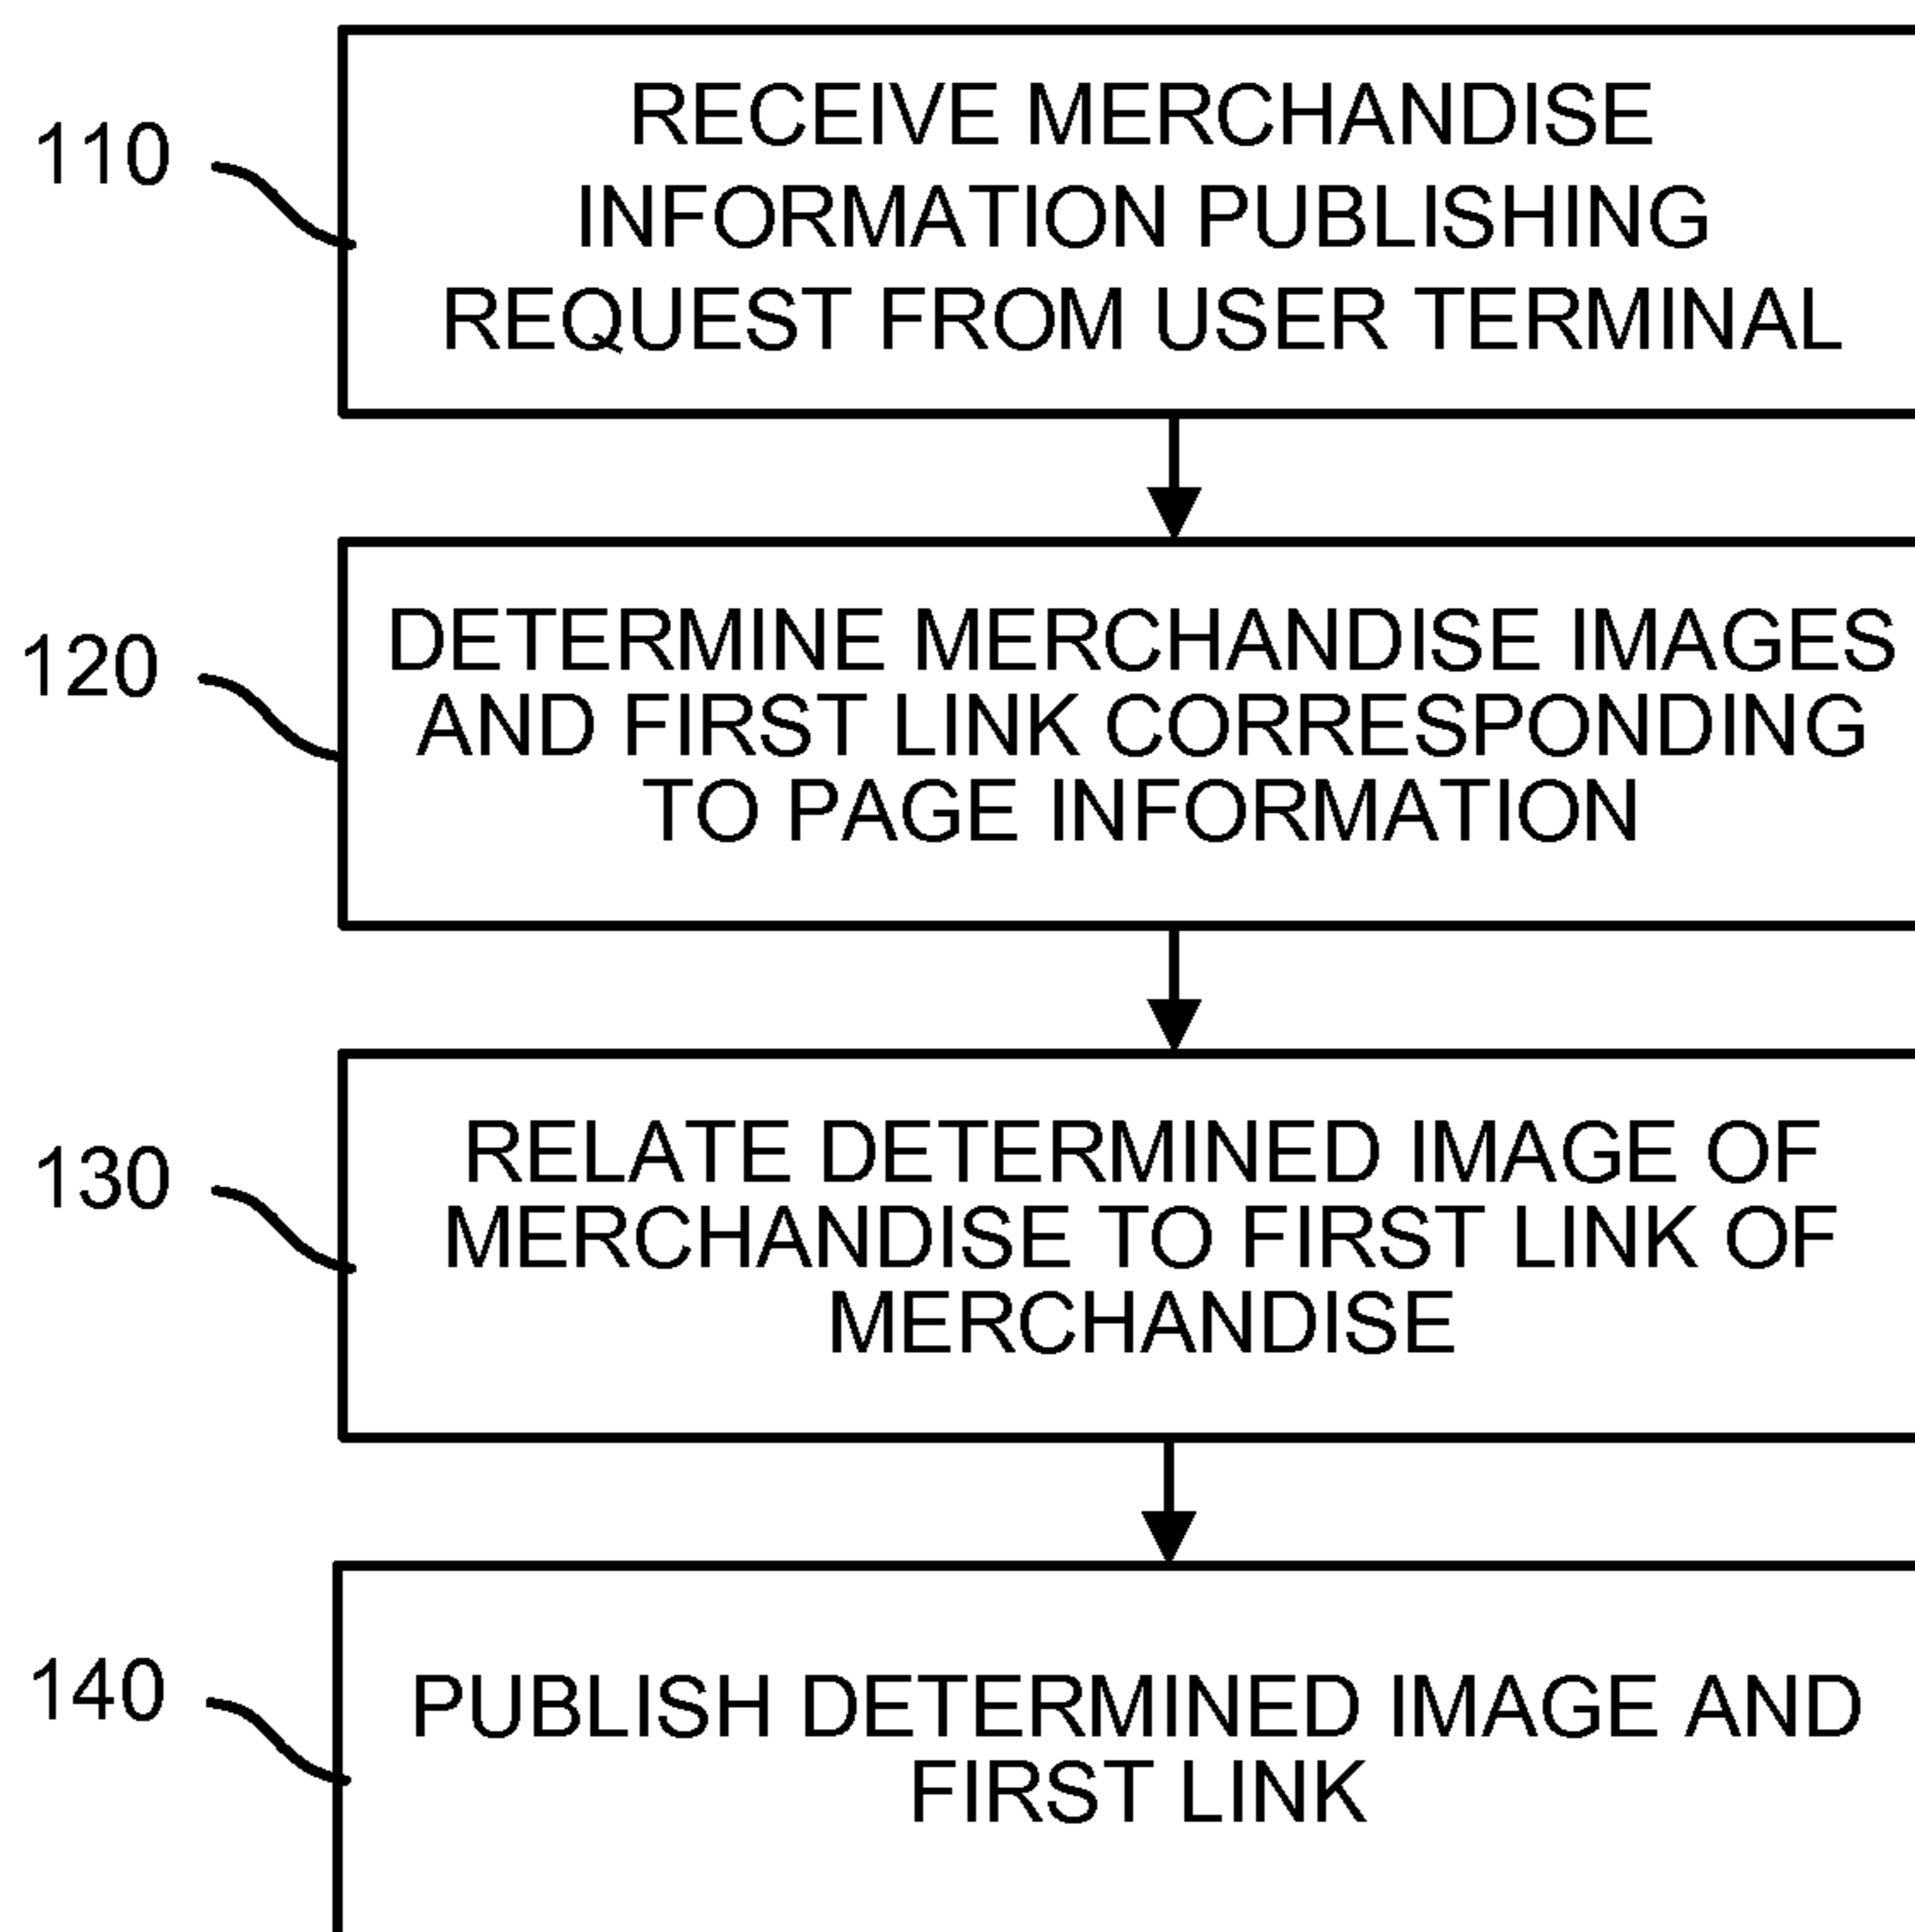 110
RECEIVE MERCHANDISE
INFORMATION PUBLISHING
REQUEST FROM USER TERMINAL
120
DETERMINE MERCHANDISE IMAGES
AND FIRST LINK CORRESPONDING
TO PAGE INFORMATION
130
RELATE DETERMINED IMAGE OF
MERCHANDISE TO FIRST LINK OF
MERCHANDISE
140
PUBLISH DETERMINED IMAGE AND
FIRST LINK